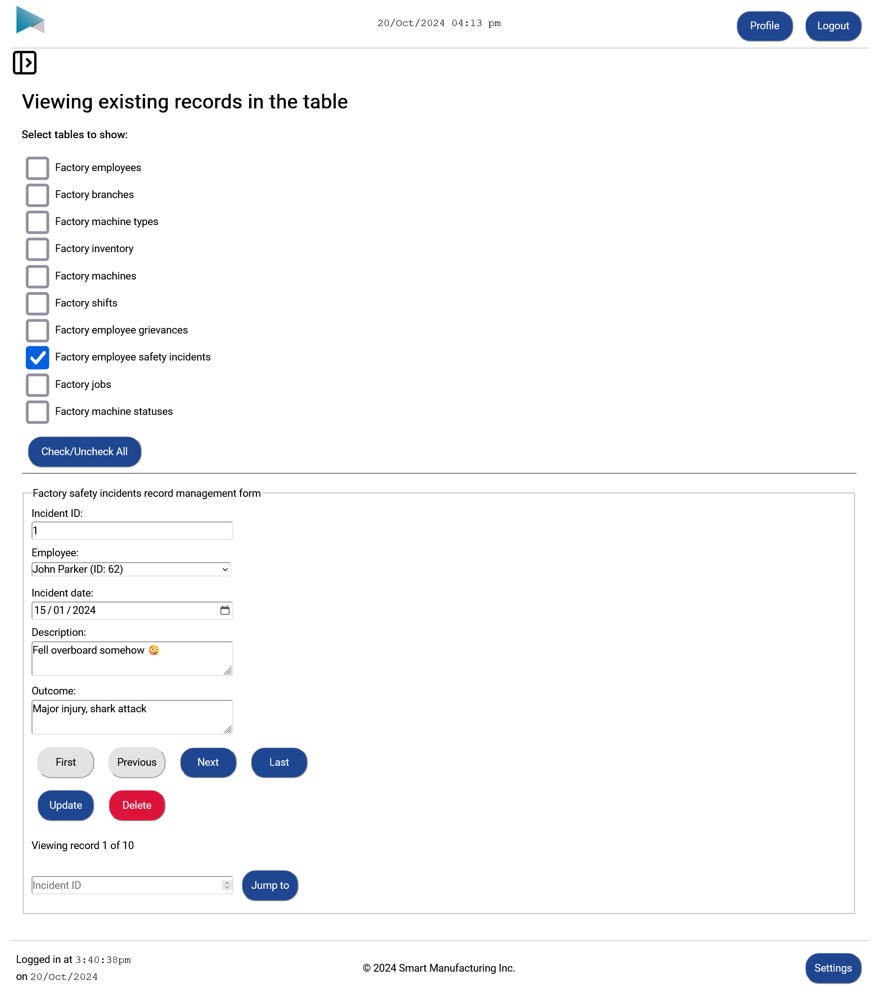 20/Oct/2024 04:13 pm
Profile
Logout
Viewing existing records in the table
Select tables to show:
Factory employees
Factory branches
Factory machine types
Factory inventory
Factory machines
Factory shifts
Factory employee grievances
Factory employee safety incidents
Factory jobs
Factory machine statuses
Check/Uncheck All
Factory safety incidents record management form
Incident ID:
1
Employee:
John Parker (ID: 62)
Incident date:
15/01/2024
Description:
Fell overboard somehow 🥳
Outcome:
Major injury, shark attack
First Previous Next Last
Update Delete
Viewing record 1 of 10
Incident ID
Jump to
Logged in at 3:40:38pm
on 20/Oct/2024
© 2024 Smart Manufacturing Inc.
Settings